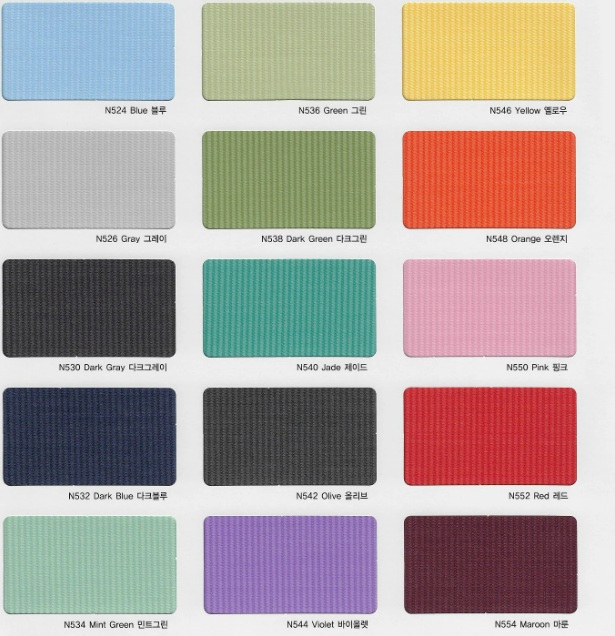 N524 Blue 블루
N536 Green 그린
N546 Yellow 옐로우
N526 Gray 그레이
N538 Dark Green 다크그린
N548 Orange 오렌지
N530 Dark Gray 다크그레이
N540 Jade 제이드
N550 Pink 핑크
N532 Dark Blue 다크블루
N542 Olive 올리브
N552 Red 레드
N534 Mint Green 민트그린
N544 Violet 바이올렛
N554 Maroon 마룬